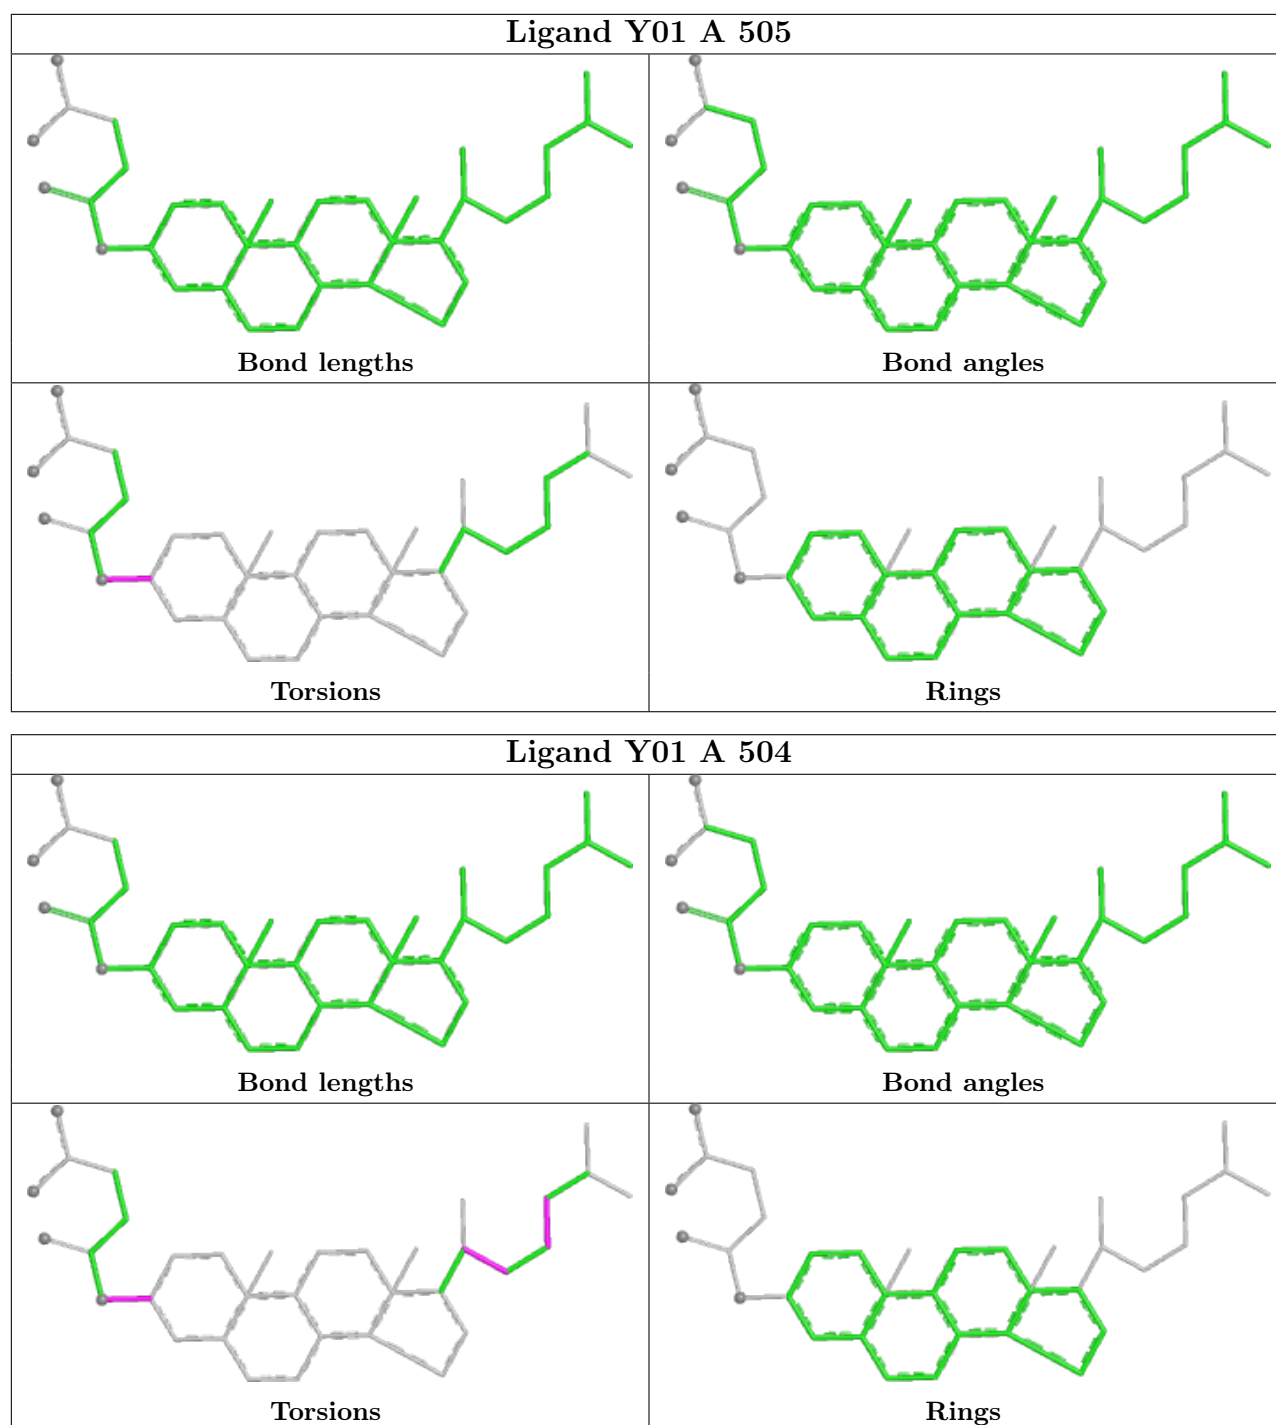 Ligand Y01 A 505
Bond lengths
Bond angles
Torsions
Rings
Ligand Y01 A 504
Bond lengths
Bond angles
Torsions
Rings